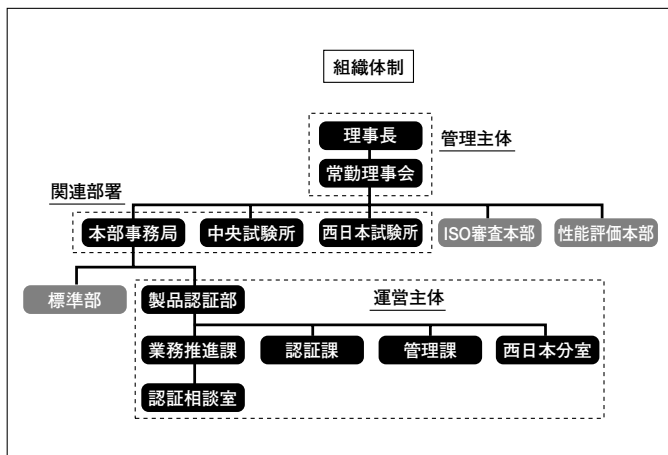 組織体制
理事長
管理主体
常勤理事会
関連部署
本部事務局 中央試験所 西日本試験所 ISO審査本部 性能評価本部
標準部 製品認証部 運営主体
業務推進課 認証課 管理課 西日本分室
認証相談室